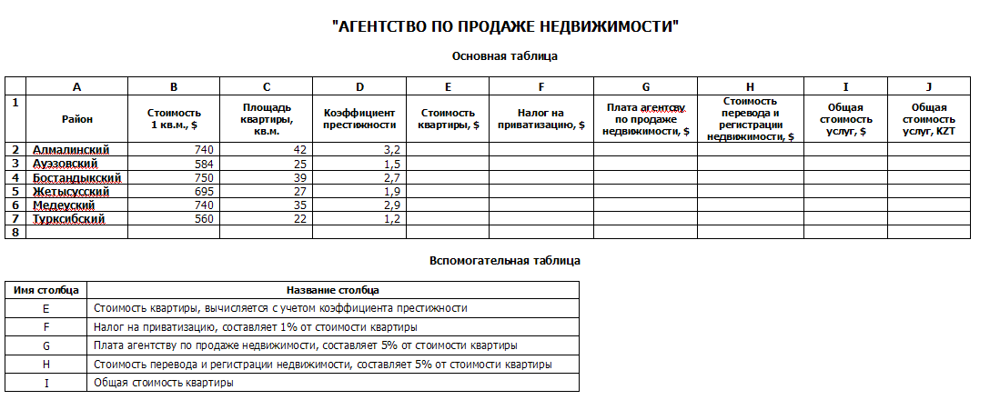 "АГЕНТСТВО ПО ПРОДАЖЕ НЕДВИЖИМОСТИ"
Основная таблица
A B C D E F G H I J
1 Район Стоимость 1 кв.м., $ Площадь квартиры, кв.м. Коэффициент престижности Стоимость квартиры, $ Налог на приватизацию, $ Плата агентсву по продаже недвижимости, $ Стоимость перевода и регистрации недвижимости, $ Общая стоимость услуг, $ Общая стоимость услуг, KZT
2 Алмалинский 740 42 3,2
3 Ауэзовский 584 25 1,5
4 Бостандыкский 750 39 2,7
5 Жетысусский 695 27 1,9
6 Медеуский 740 35 2,9
7 Турксибский 560 22 1,2
8
Вспомогательная таблица
Имя столбца Название столбца
E Стоимость квартиры, вычисляется с учетом коэффициента престижности
F Налог на приватизацию, составляет 1% от стоимости квартиры
G Плата агентству по продаже недвижимости, составляет 5% от стоимости квартиры
H Стоимость перевода и регистрации недвижимости, составляет 5% от стоимости квартиры
I Общая стоимость квартиры